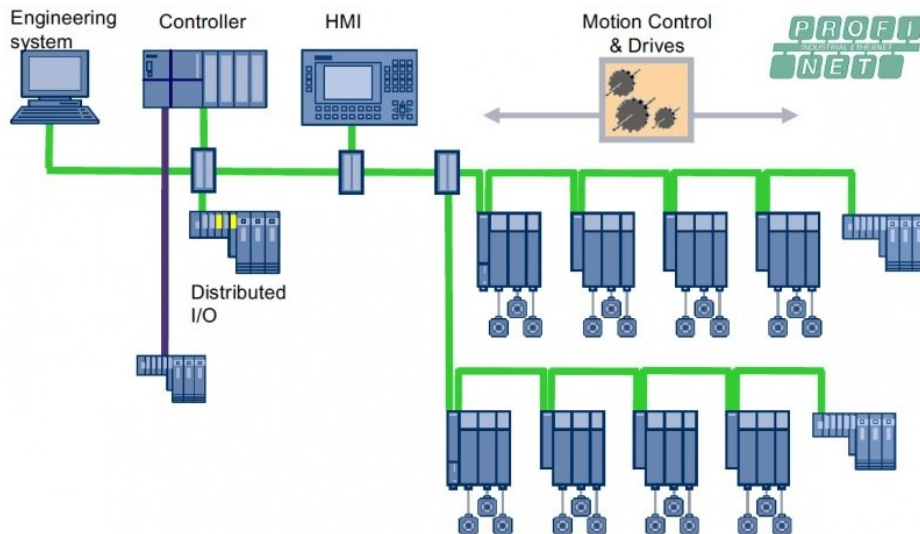 Engineering
system
Controller
HMI
Motion Control
& Drives
PROFI
INDUSTRIAL ETHERNET
NET
Distributed
I/O